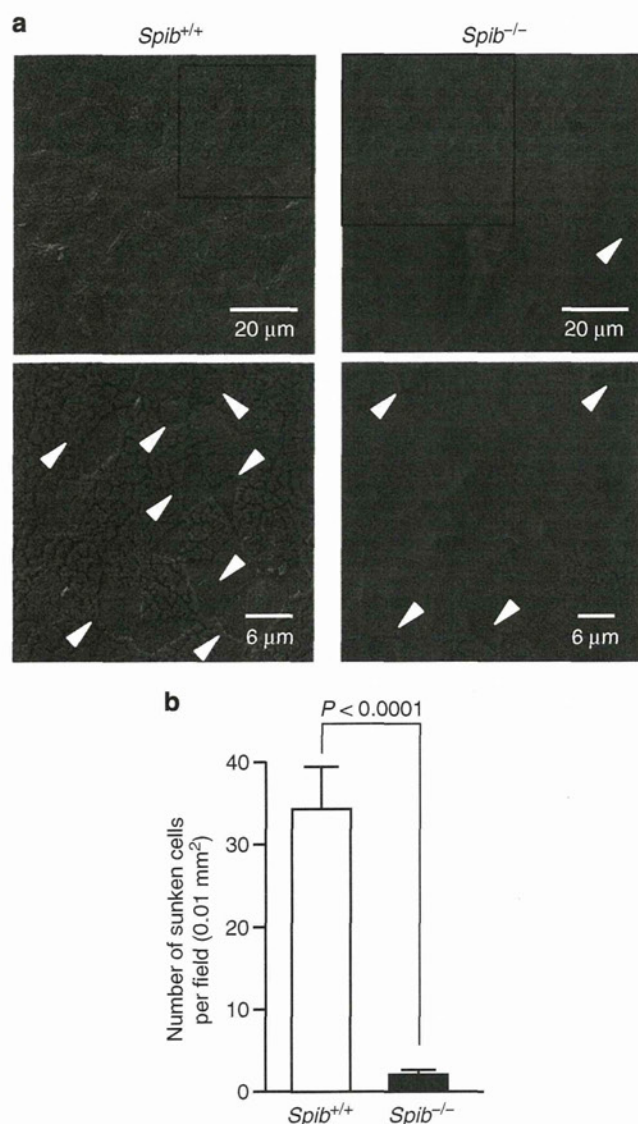 a
Spib+/+ Spib−/−
20 μm 20 μm
6 μm 6 μm
b
P < 0.0001
Number of sunken cells
per field (0.01 mm²)
40
30
20
10
0
Spib+/+ Spib−/−